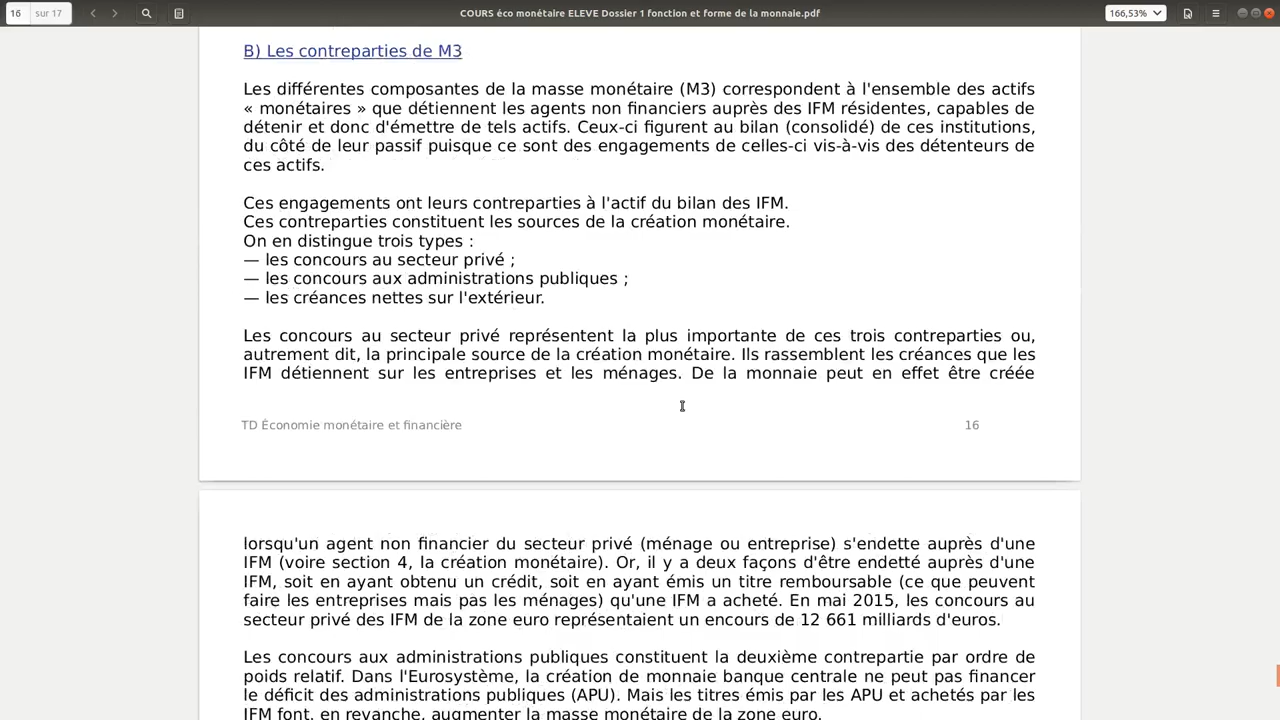 16 sur 17
COURS éco monétaire ELEVE Dossier 1 fonction et forme de la monnaie.pdf
166,53%
B) Les contreparties de M3
Les différentes composantes de la masse monétaire (M3) correspondent à l'ensemble des actifs
« monétaires » que détiennent les agents non financiers auprès des IFM résidentes, capables de
détenir et donc d'émettre de tels actifs. Ceux-ci figurent au bilan (consolidé) de ces institutions,
du côté de leur passif puisque ce sont des engagements de celles-ci vis-à-vis des détenteurs de
ces actifs.
Ces engagements ont leurs contreparties à l'actif du bilan des IFM.
Ces contreparties constituent les sources de la création monétaire.
On en distingue trois types :
— les concours au secteur privé ;
— les concours aux administrations publiques ;
— les créances nettes sur l'extérieur.
Les concours au secteur privé représentent la plus importante de ces trois contreparties ou,
autrement dit, la principale source de la création monétaire. Ils rassemblent les créances que les
IFM détiennent sur les entreprises et les ménages. De la monnaie peut en effet être créée
TD Économie monétaire et financière 16
lorsqu'un agent non financier du secteur privé (ménage ou entreprise) s'endette auprès d'une
IFM (voire section 4, la création monétaire). Or, il y a deux façons d'être endetté auprès d'une
IFM, soit en ayant obtenu un crédit, soit en ayant émis un titre remboursable (ce que peuvent
faire les entreprises mais pas les ménages) qu'une IFM a acheté. En mai 2015, les concours au
secteur privé des IFM de la zone euro représentaient un encours de 12 661 milliards d'euros.
Les concours aux administrations publiques constituent la deuxième contrepartie par ordre de
poids relatif. Dans l'Eurosystème, la création de monnaie banque centrale ne peut pas financer
le déficit des administrations publiques (APU). Mais les titres émis par les APU et achetés par les
IFM font, en revanche, augmenter la masse monétaire de la zone euro.